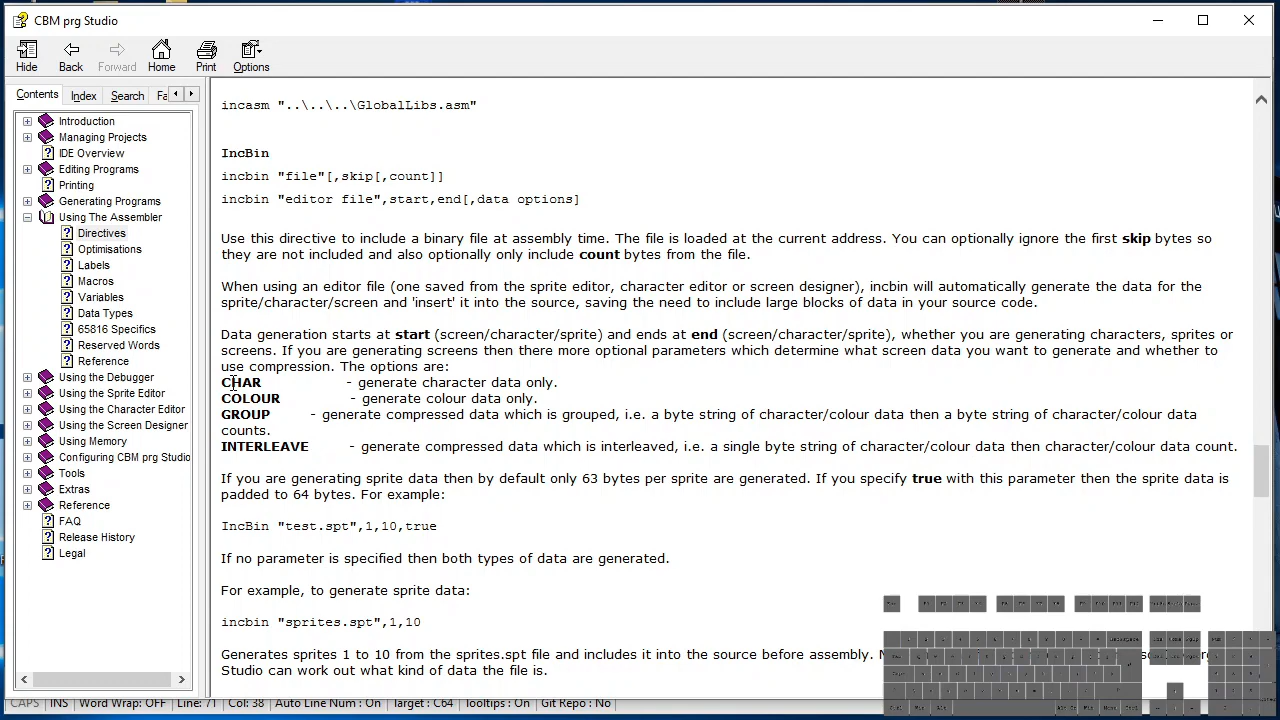 CBM prg Studio
Hide
Back
Forward
Home
Print
Options
Contents
Index
Search
Fa
Introduction
Managing Projects
IDE Overview
Editing Programs
Printing
Generating Programs
Using The Assembler
Directives
Optimisations
Labels
Macros
Variables
Data Types
65816 Specifics
Reserved Words
Reference
Using the Debugger
Using the Sprite Editor
Using the Character Editor
Using the Screen Designer
Using Memory
Configuring CBM prg Studio
Tools
Extras
Reference
FAQ
Release History
Legal
incasm "..\..\..\GlobalLibs.asm"
IncBin
incbin "file"[,skip[,count]]
incbin "editor file",start,end[,data options]
Use this directive to include a binary file at assembly time. The file is loaded at the current address. You can optionally ignore the first skip bytes so
they are not included and also optionally only include count bytes from the file.
When using an editor file (one saved from the sprite editor, character editor or screen designer), incbin will automatically generate the data for the
sprite/character/screen and 'insert' it into the source, saving the need to include large blocks of data in your source code.
Data generation starts at start (screen/character/sprite) and ends at end (screen/character/sprite), whether you are generating characters, sprites or
screens. If you are generating screens then there more optional parameters which determine what screen data you want to generate and whether to
use compression. The options are:
CHAR - generate character data only.
COLOUR - generate colour data only.
GROUP - generate compressed data which is grouped, i.e. a byte string of character/colour data then a byte string of character/colour data
counts.
INTERLEAVE - generate compressed data which is interleaved, i.e. a single byte string of character/colour data then character/colour data count.
If you are generating sprite data then by default only 63 bytes per sprite are generated. If you specify true with this parameter then the sprite data is
padded to 64 bytes. For example:
IncBin "test.spt",1,10,true
If no parameter is specified then both types of data are generated.
For example, to generate sprite data:
incbin "sprites.spt",1,10
Generates sprites 1 to 10 from the sprites.spt file and includes it into the source before assembly.
Studio can work out what kind of data the file is.
CAPS INS Word Wrap: OFF Line: 71 Col: 38 Auto Line Num : On Target : C64 Tooltips : On Git Repo : No